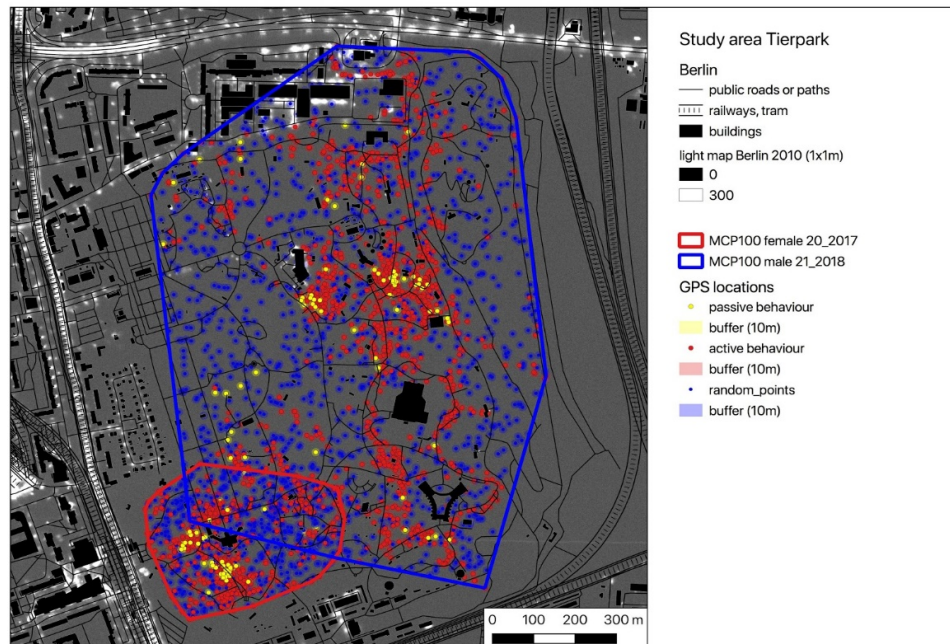 Study area Tierpark
Berlin
public roads or paths
railways, tram
buildings
light map Berlin 2010 (1x1m)
0
300
MCP100 female 20_2017
MCP100 male 21_2018
GPS locations
passive behaviour
buffer (10m)
active behaviour
buffer (10m)
random_points
buffer (10m)
0 100 200 300 m